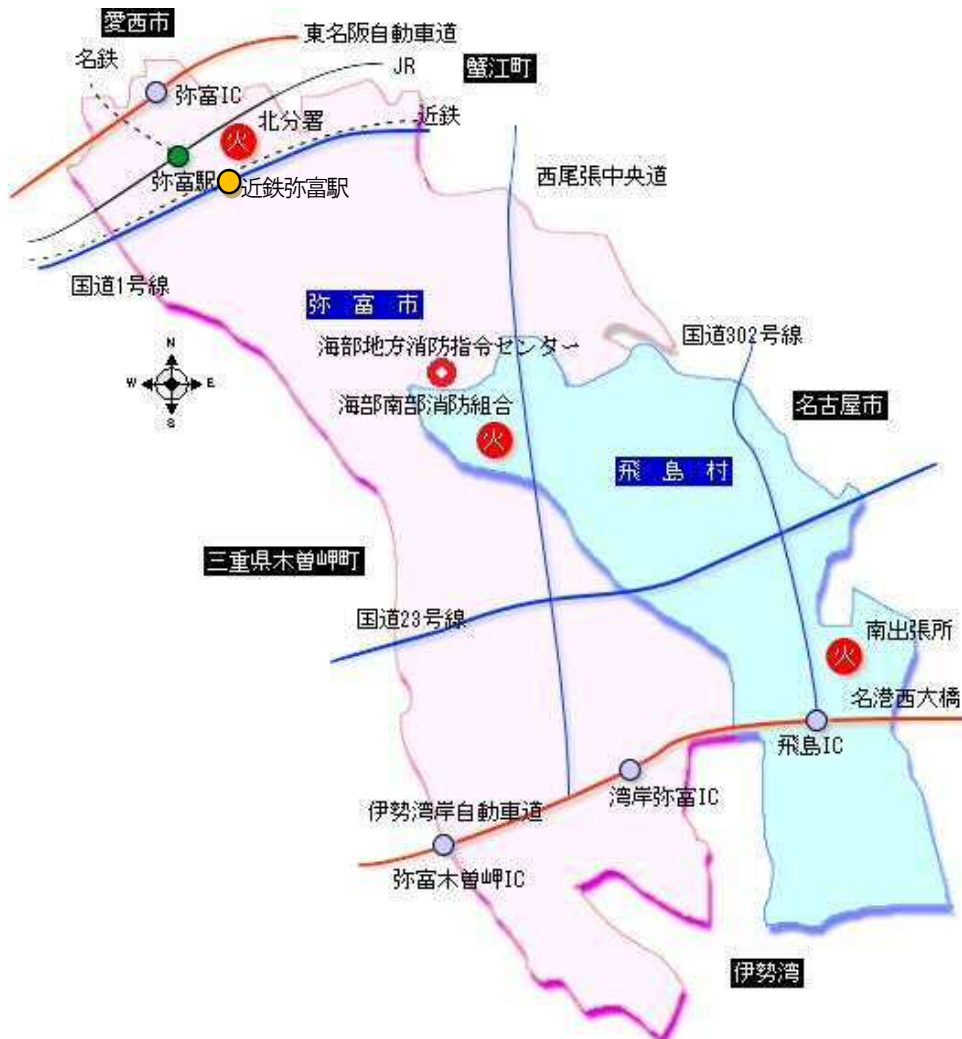 愛西市
東名阪自動車道
名鉄
JR
蟹江町
弥富IC
近鉄
北分署
火
西尾張中央道
弥富駅
近鉄弥富駅
国道1号線
弥富市
国道302号線
海部地方消防指令センター
N
W
E
S
海部南部消防組合
名古屋市
火
飛島村
三重県木曽岬町
国道23号線
南出張所
火
名港西大橋
飛島IC
湾岸弥富IC
伊勢湾岸自動車道
弥富木曽岬IC
伊勢湾